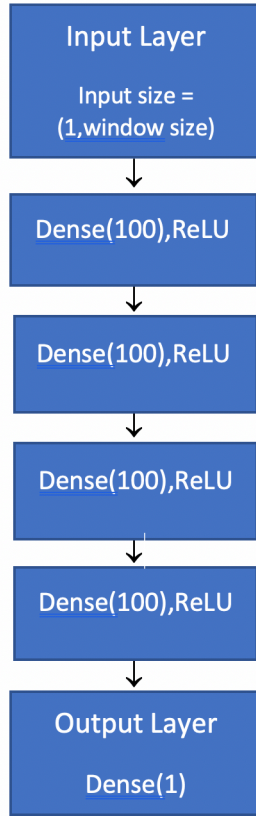 Input Layer
Input size =
(1,window size)
Dense(100),ReLU
Dense(100),ReLU
Dense(100),ReLU
Dense(100),ReLU
Output Layer
Dense(1)